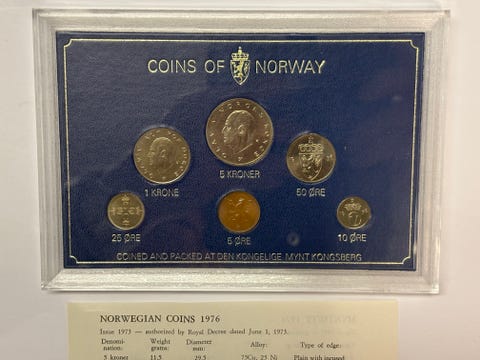 COINS OF NORWAY
1 KRONE
5 KRONER
50 ØRE
25 ØRE
5 ØRE
10 ØRE
COINED AND PACKED AT DEN KONGELIGE MYNT KONGSBERG
NORWEGIAN COINS 1976
Issue 1973 — authorized by Royal Decree dated June 1, 1973.
Denomi- Weight Diameter
nation: grams: mm: Alloy: Type of edge:
5 kroner 11,5 29,5 75Cu, 25 Ni Plain with incused